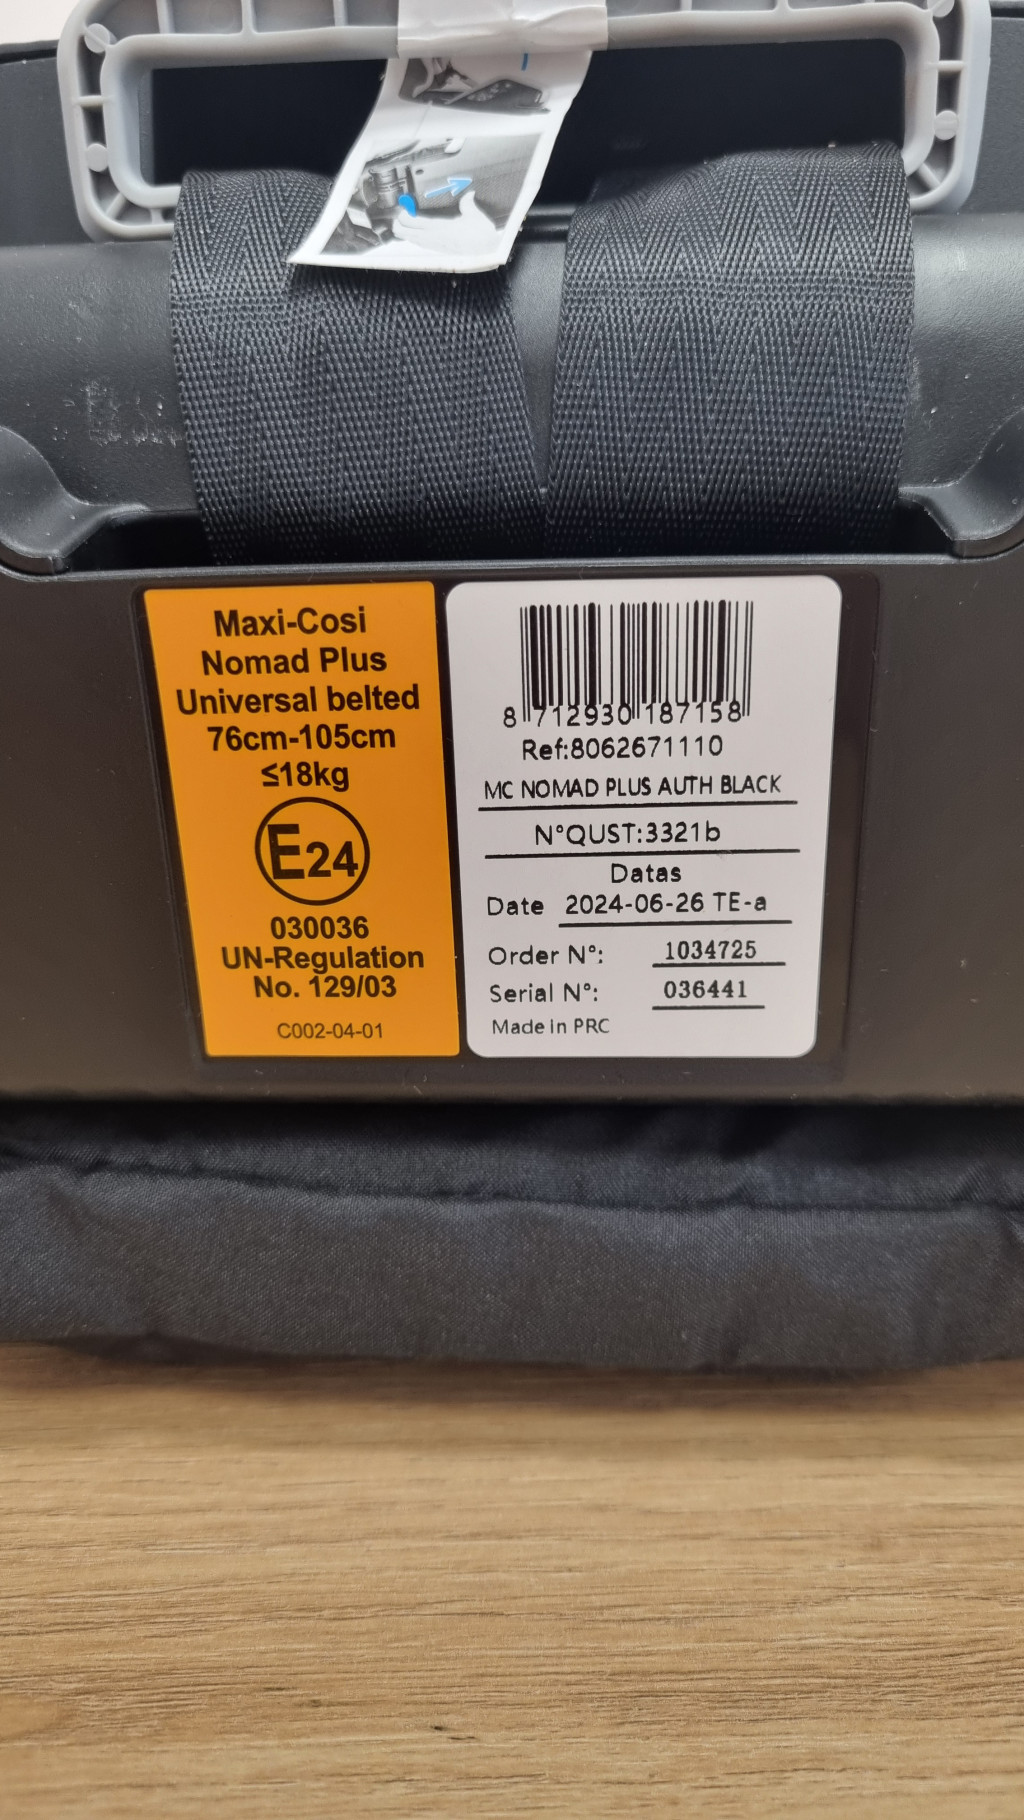 Maxi-Cosi
Nomad Plus
Universal belted
76cm-105cm
≤18kg
E24
030036
UN-Regulation
No. 129/03
C002-04-01
8 712930 187158
Ref:8062671110
MC NOMAD PLUS AUTH BLACK
N°QUST:3321b
Datas
Date 2024-06-26 TE-a
Order N°: 1034725
Serial N°: 036441
Made in PRC